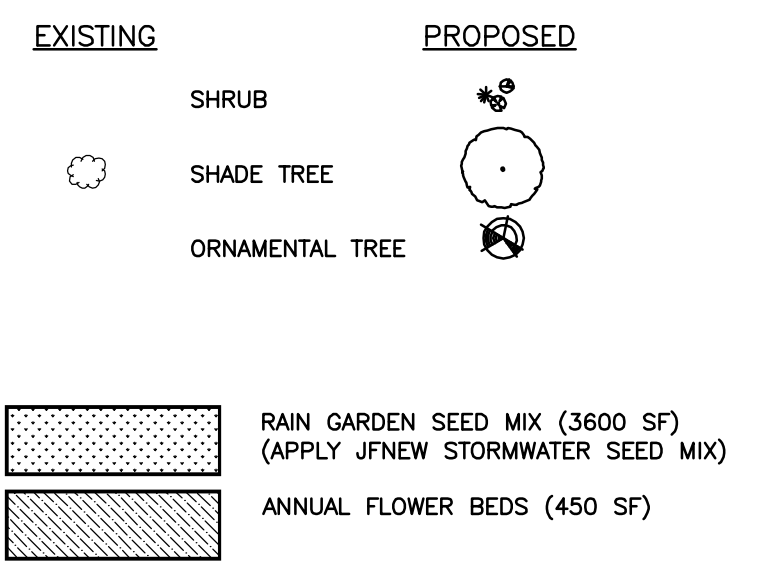 EXISTING PROPOSED
SHRUB
SHADE TREE
ORNAMENTAL TREE
RAIN GARDEN SEED MIX (3600 SF)
(APPLY JFNEW STORMWATER SEED MIX)
ANNUAL FLOWER BEDS (450 SF)